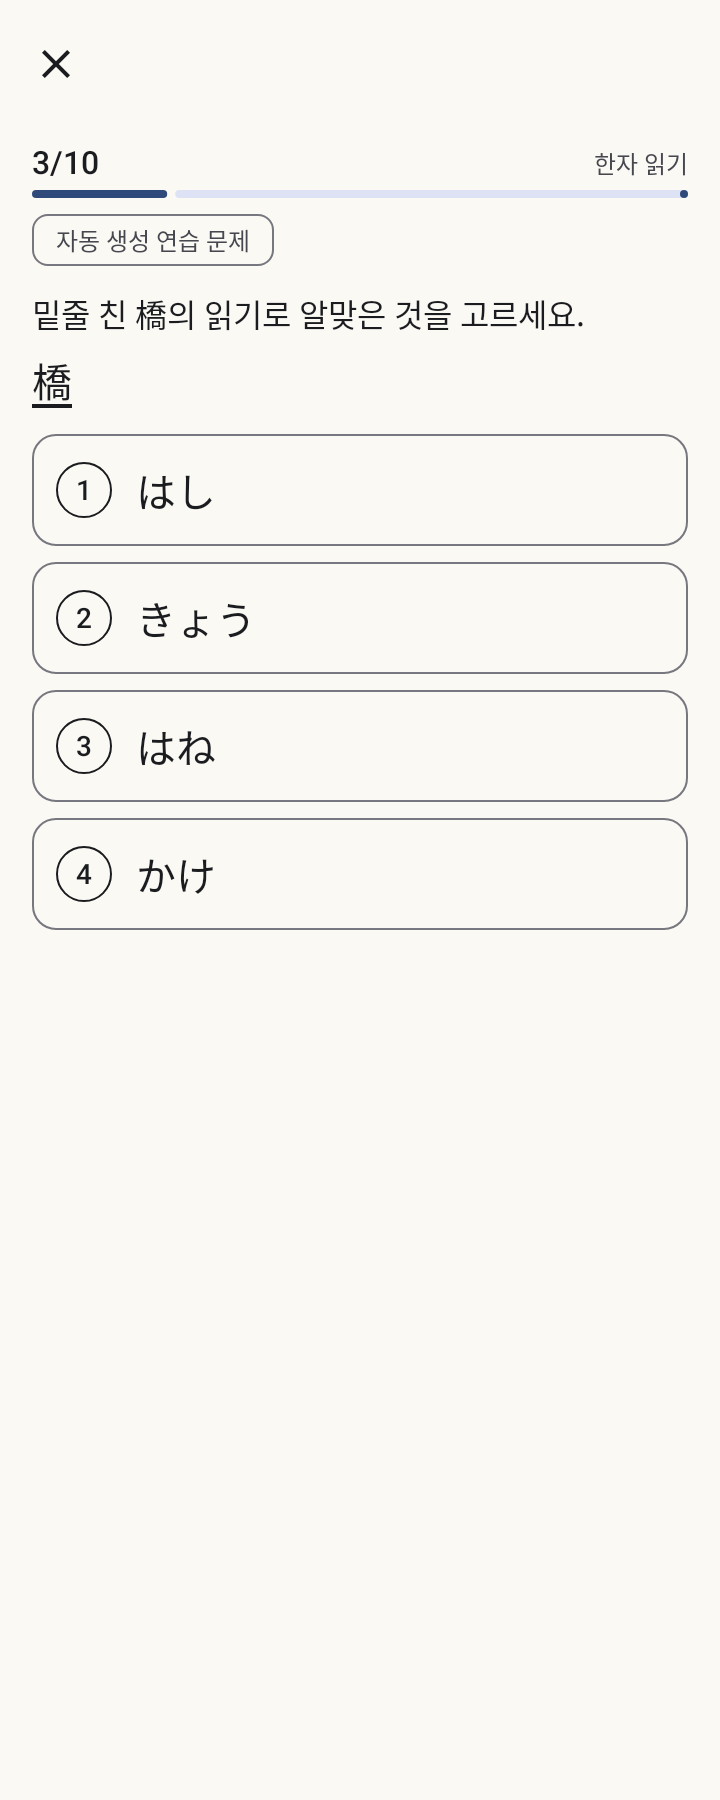 3/10
한자 읽기
자동 생성 연습 문제
밑줄 친 橋의 읽기로 알맞은 것을 고르세요.
橋
1 はし
2 きょう
3 はね
4 かけ